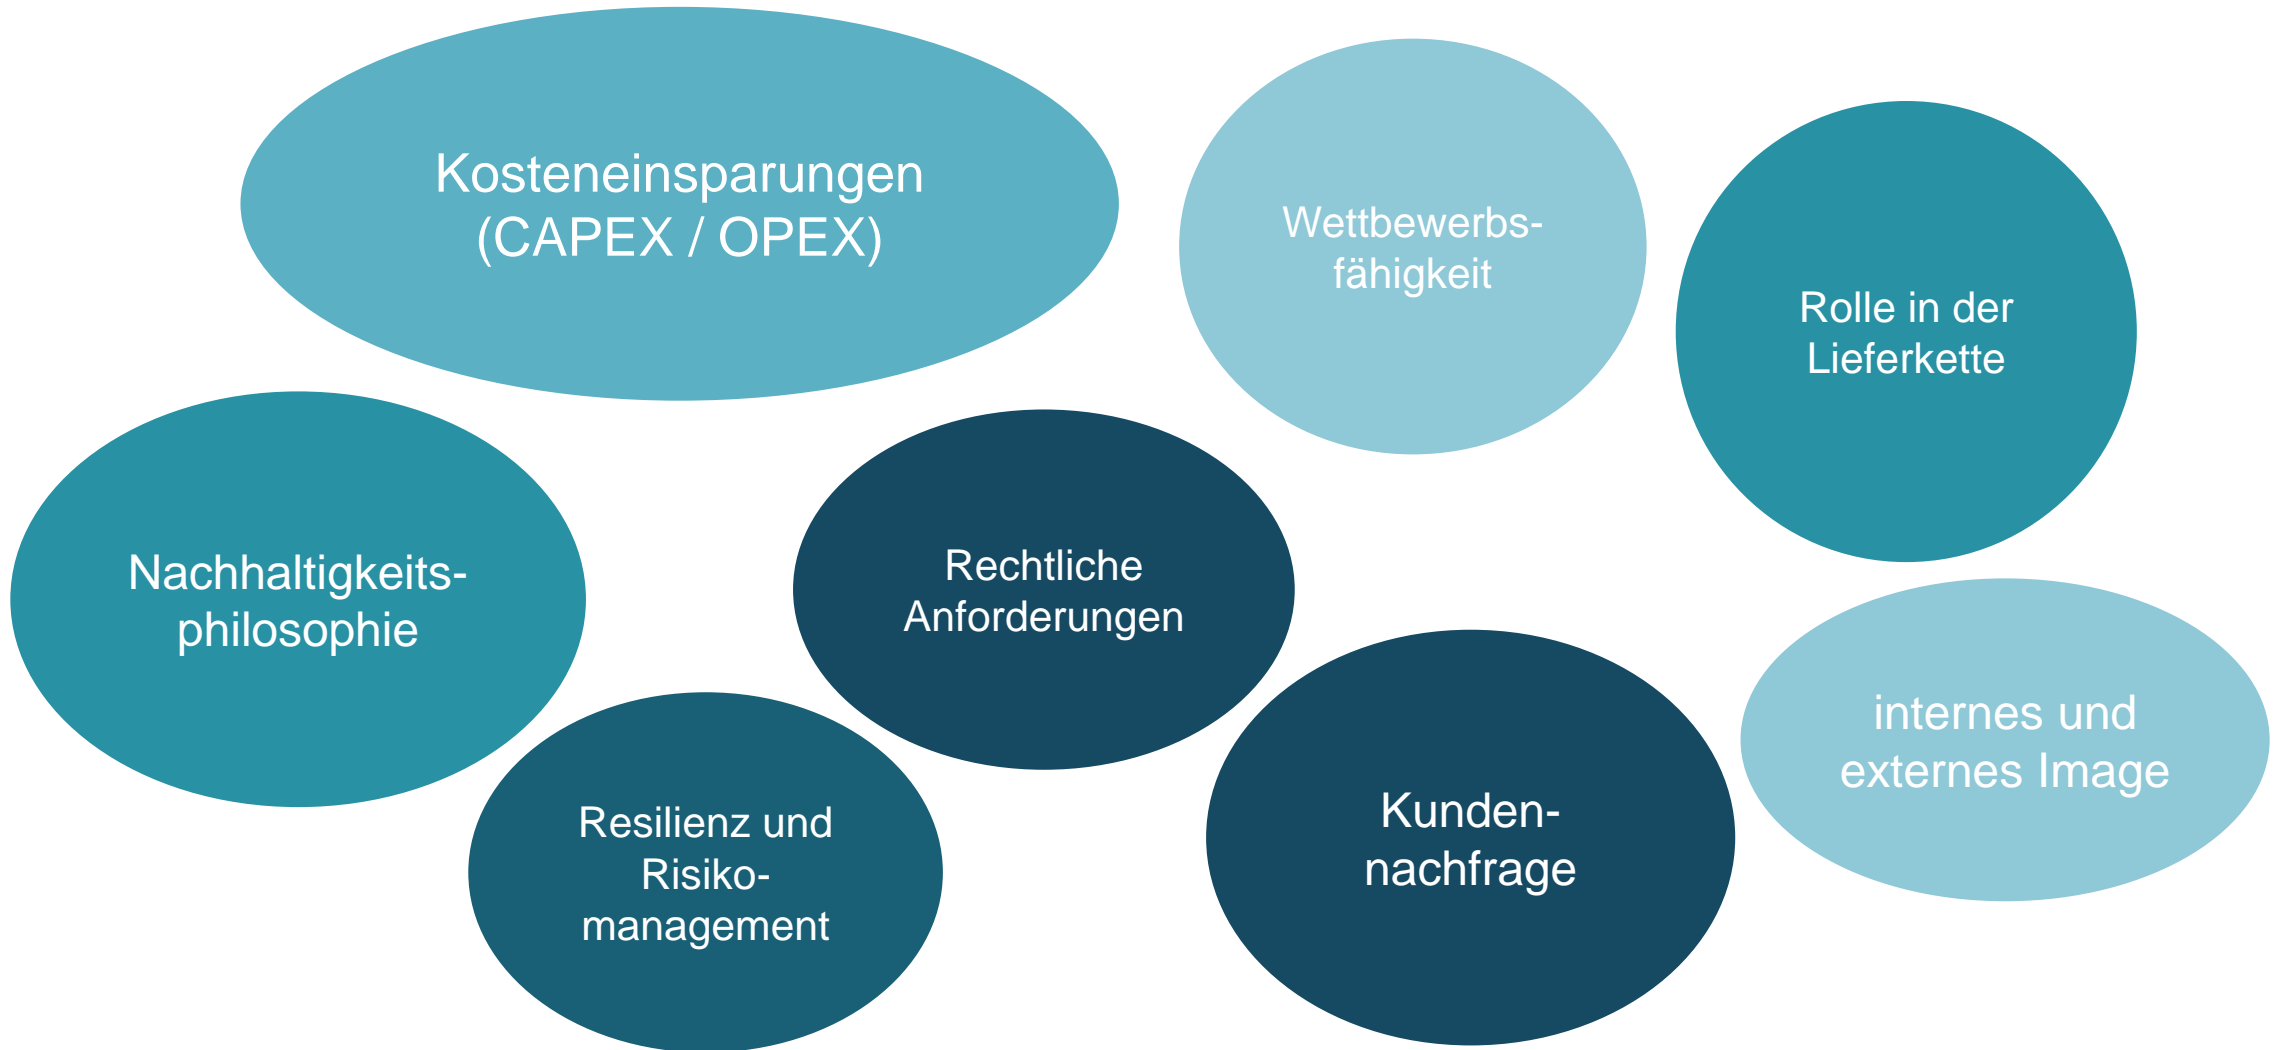 Kosteneinsparungen
(CAPEX / OPEX)
Wettbewerbs-
fähigkeit
Rolle in der
Lieferkette
Nachhaltigkeits-
philosophie
Rechtliche
Anforderungen
internes und
externes Image
Resilienz und
Risiko-
management
Kunden-
nachfrage